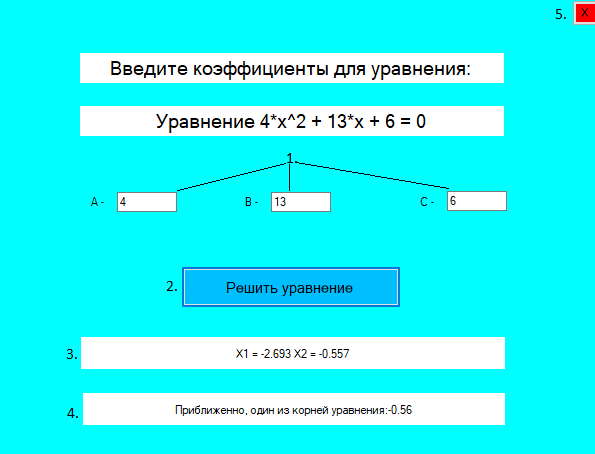 5. X
Введите коэффициенты для уравнения:
Уравнение 4*x^2 + 13*x + 6 = 0
1.
A - 4 B - 13 C - 6
2. Решить уравнение
3. X1 = -2.693 X2 = -0.557
4. Приближенно, один из корней уравнения:-0.56